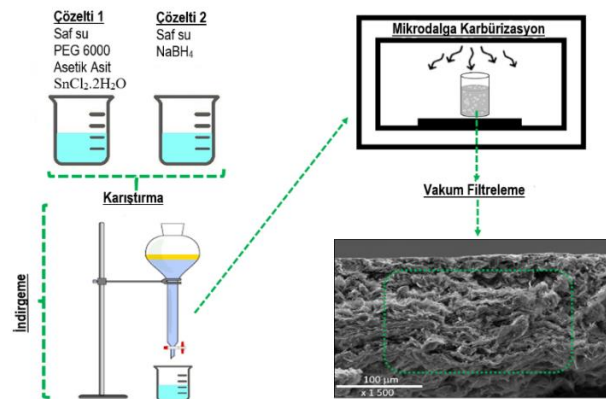 Çözelti 1
Saf su
PEG 6000
Asetik Asit
SnCl₂.2H₂O
Çözelti 2
Saf su
NaBH₄
Karıştırma
İndirgeme
Mikrodalga Karbürizasyon
Vakum Filtreleme
100 µm
x 1 500